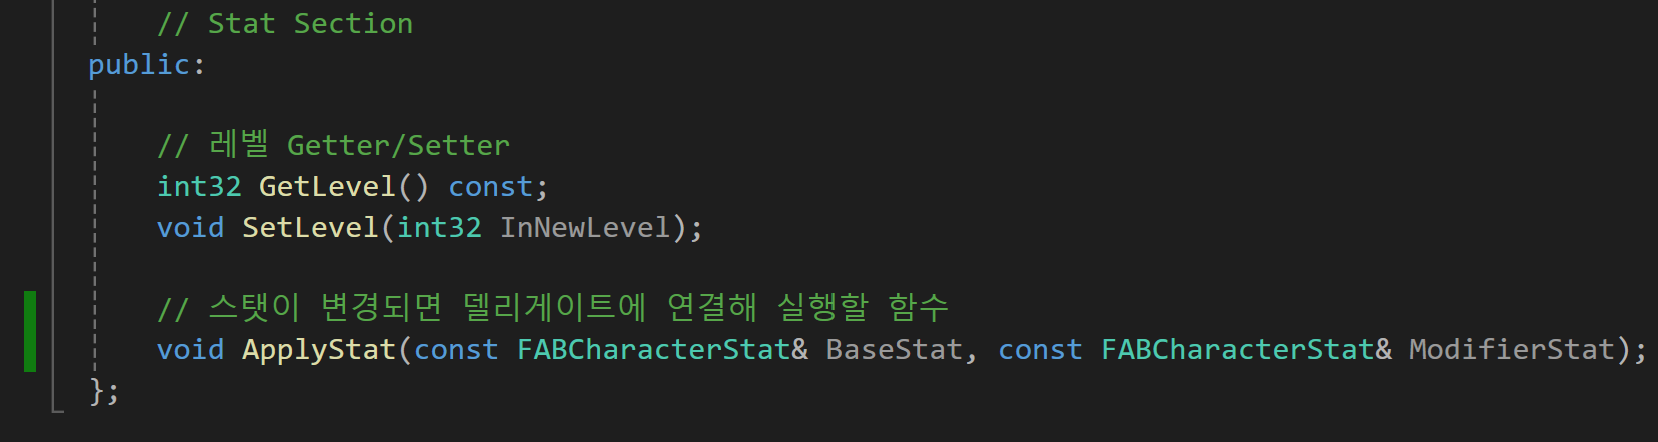 // Stat Section
public:
// 레벨 Getter/Setter
int32 GetLevel() const;
void SetLevel(int32 InNewLevel);
// 스탯이 변경되면 델리게이트에 연결해 실행할 함수
void ApplyStat(const FABCharacterStat& BaseStat, const FABCharacterStat& ModifierStat);
};